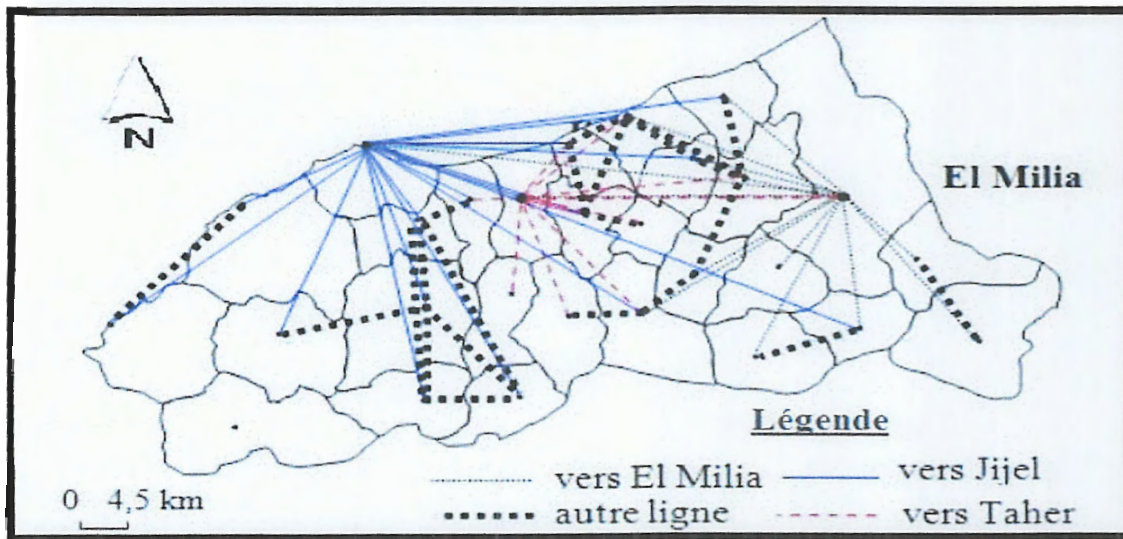 N
El Milia
Légende
vers El Milia
vers Jijel
autre ligne
vers Taher
0 4,5 km